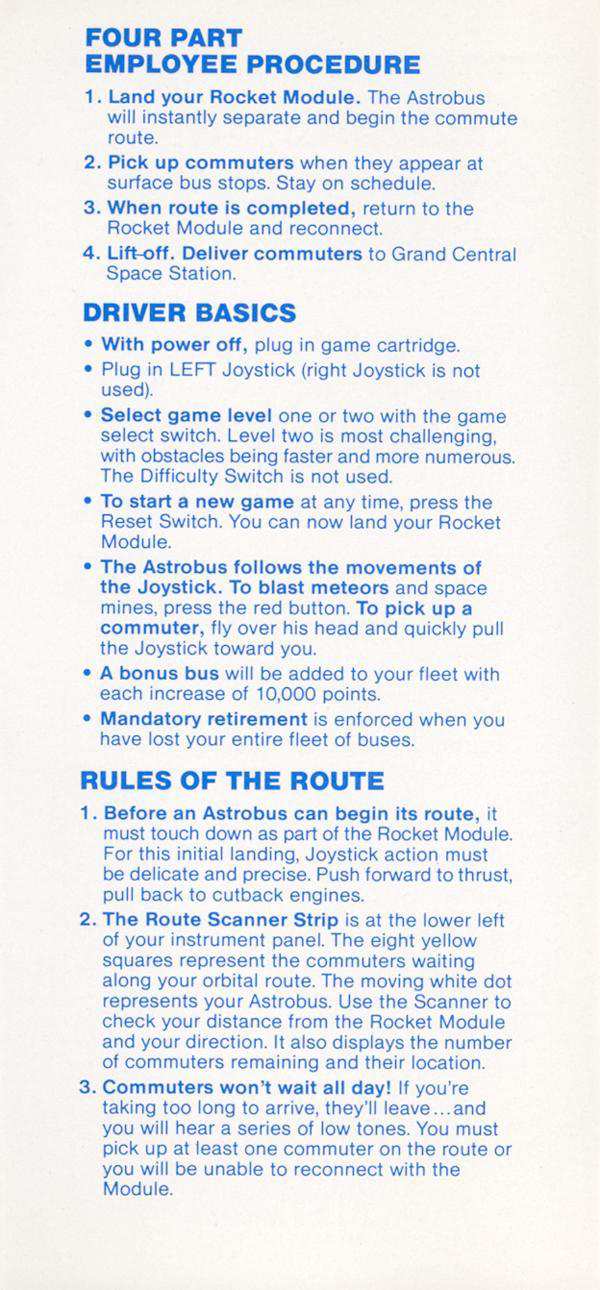 FOUR PART
EMPLOYEE PROCEDURE
1. Land your Rocket Module. The Astrobus
will instantly separate and begin the commute
route.
2. Pick up commuters when they appear at
surface bus stops. Stay on schedule.
3. When route is completed, return to the
Rocket Module and reconnect.
4. Lift-off. Deliver commuters to Grand Central
Space Station.
DRIVER BASICS
• With power off, plug in game cartridge.
• Plug in LEFT Joystick (right Joystick is not
used).
• Select game level one or two with the game
select switch. Level two is most challenging,
with obstacles being faster and more numerous.
The Difficulty Switch is not used.
• To start a new game at any time, press the
Reset Switch. You can now land your Rocket
Module.
• The Astrobus follows the movements of
the Joystick. To blast meteors and space
mines, press the red button. To pick up a
commuter, fly over his head and quickly pull
the Joystick toward you.
• A bonus bus will be added to your fleet with
each increase of 10,000 points.
• Mandatory retirement is enforced when you
have lost your entire fleet of buses.
RULES OF THE ROUTE
1. Before an Astrobus can begin its route, it
must touch down as part of the Rocket Module.
For this initial landing, Joystick action must
be delicate and precise. Push forward to thrust,
pull back to cutback engines.
2. The Route Scanner Strip is at the lower left
of your instrument panel. The eight yellow
squares represent the commuters waiting
along your orbital route. The moving white dot
represents your Astrobus. Use the Scanner to
check your distance from the Rocket Module
and your direction. It also displays the number
of commuters remaining and their location.
3. Commuters won't wait all day! If you're
taking too long to arrive, they'll leave...and
you will hear a series of low tones. You must
pick up at least one commuter on the route or
you will be unable to reconnect with the
Module.